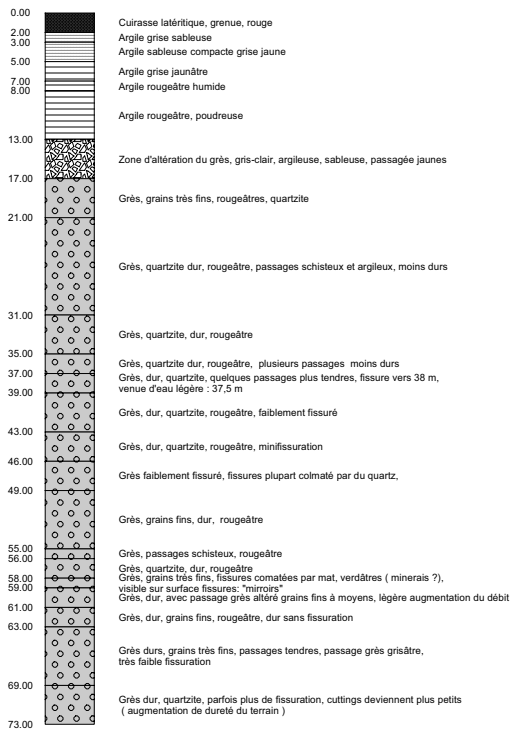 0.00
Cuirasse latéritique, grenue, rouge
2.00
Argile grise sableuse
3.00
Argile sableuse compacte grise jaune
5.00
Argile grise jaunâtre
7.00
Argile rougeâtre humide
8.00
Argile rougeâtre, poudreuse
13.00
Zone d'altération du grès, gris-clair, argileuse, sableuse, passagée jaunes
17.00
Grès, grains très fins, rougeâtres, quartzite
21.00
Grès, quartzite dur, rougeâtre, passages schisteux et argileux, moins durs
31.00
Grès, quartzite, dur, rougeâtre
35.00
Grès, quartzite dur, rougeâtre, plusieurs passages moins durs
37.00
Grès, dur, quartzite, quelques passages plus tendres, fissure vers 38 m,
venue d'eau légère : 37,5 m
39.00
Grès, dur, quartzite, rougeâtre, faiblement fissuré
43.00
Grès, dur, quartzite, rougeâtre, minifissuration
46.00
Grès faiblement fissuré, fissures plupart colmaté par du quartz,
49.00
Grès, grains fins, dur, rougeâtre
55.00
Grès, passages schisteux, rougeâtre
56.00
Grès, quartzite, dur, rougeâtre
58.00
Grès, grains trés fins, fissures comatées par mat, verdâtres ( minerais ?),
visible sur surface fissures: "mirroirs"
59.00
Grès, dur, avec passage grès altéré grains fins à moyens, légère augmentation du débit
61.00
Grès, dur, grains fins, rougeâtre, dur sans fissuration
63.00
Grès durs, grains très fins, passages tendres, passage grès grisâtre,
très faible fissuration
69.00
Grès dur, quartzite, parfois plus de fissuration, cuttings deviennent plus petits
( augmentation de dureté du terrain )
73.00